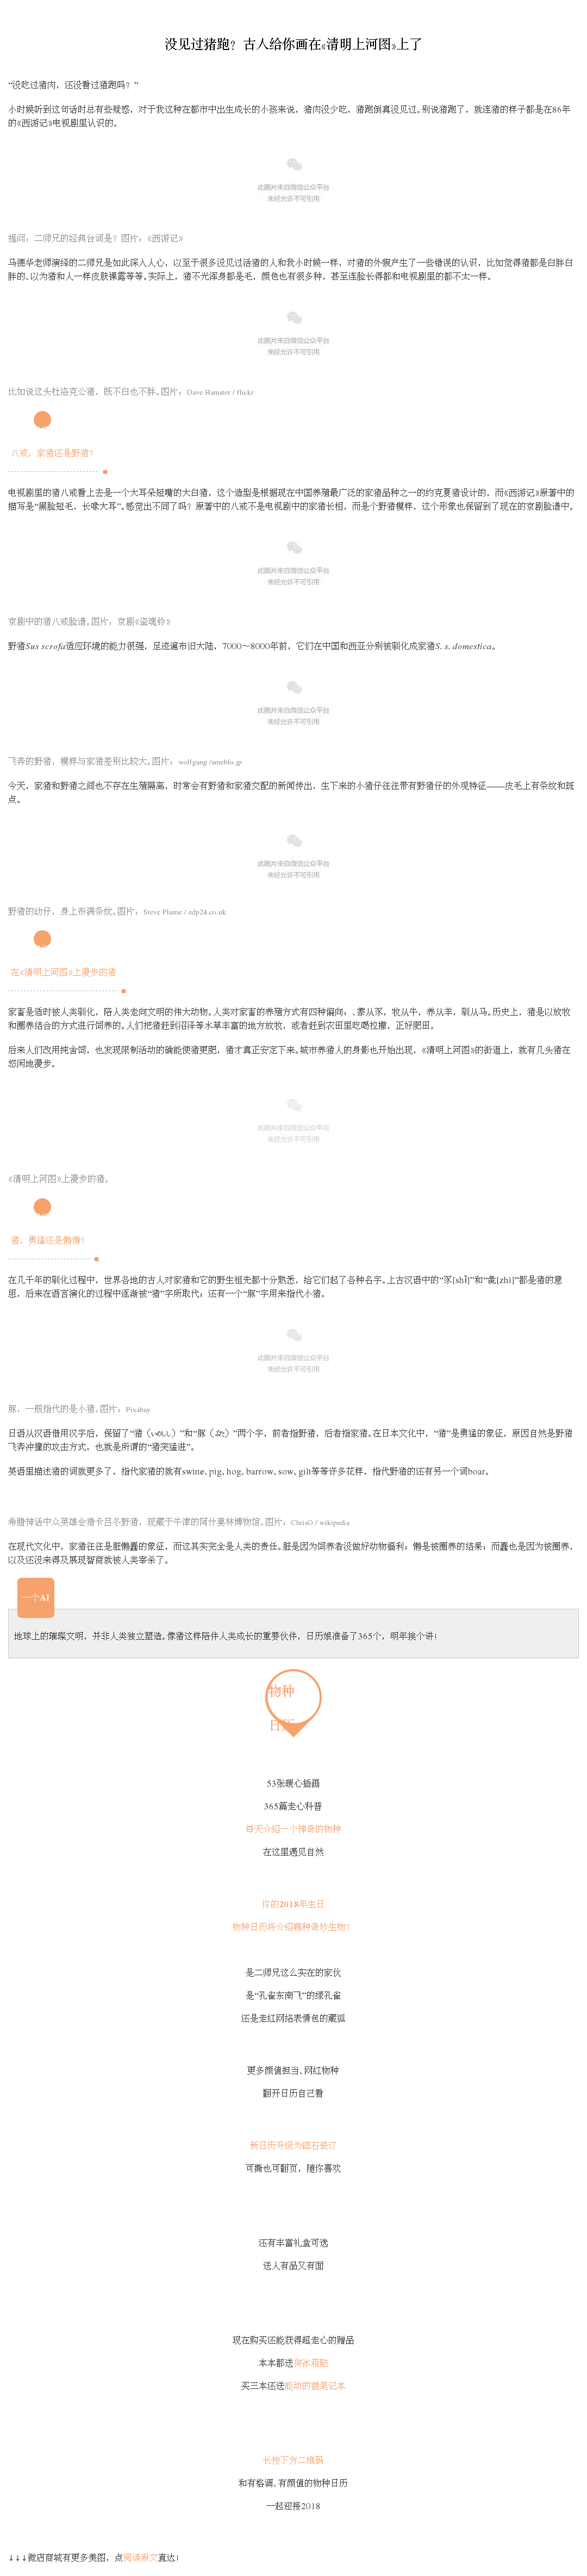 没见过猪跑？古人给你画在《清明上河图》上了
“没吃过猪肉，还没看过猪跑吗？”
小时候听到这句话时总有些疑惑，对于我这种在都市中出生成长的小孩来说，猪肉没少吃，猪跑倒真没见过。别说猪跑了，就连猪的样子都是在86年
的《西游记》电视剧里认识的。
此图片来自微信公众平台
未经允许不可引用
提问：二师兄的经典台词是？图片：《西游记》
马德华老师演绎的二师兄是如此深入人心，以至于很多没见过活猪的人和我小时候一样，对猪的外貌产生了一些错误的认识，比如觉得猪都是白胖白
胖的、以为猪和人一样皮肤裸露等等。实际上，猪不光浑身都是毛，颜色也有很多种，甚至连脸长得都和电视剧里的都不太一样。
此图片来自微信公众平台
未经允许不可引用
比如说这头杜洛克公猪，既不白也不胖。图片：Dave Hamster / flickr
八戒，家猪还是野猪？
电视剧里的猪八戒看上去是一个大耳朵短嘴的大白猪，这个造型是根据现在中国养殖最广泛的家猪品种之一的约克夏猪设计的，而《西游记》原著中的
描写是“黑脸短毛，长喙大耳”。感觉出不同了吗？原著中的八戒不是电视剧中的家猪长相，而是个野猪模样，这个形象也保留到了现在的京剧脸谱中。
此图片来自微信公众平台
未经允许不可引用
京剧中的猪八戒脸谱。图片：京剧《盗魂铃》
野猪Sus scrofa适应环境的能力很强，足迹遍布旧大陆，7000～8000年前，它们在中国和西亚分别被驯化成家猪S. s. domestica。
此图片来自微信公众平台
未经允许不可引用
飞奔的野猪，模样与家猪差别比较大。图片：wolfgang /ameblo.jp
今天，家猪和野猪之间也不存在生殖隔离，时常会有野猪和家猪交配的新闻传出，生下来的小猪仔往往带有野猪仔的外观特征——皮毛上有条纹和斑
点。
此图片来自微信公众平台
未经允许不可引用
野猪的幼仔，身上布满条纹。图片：Steve Plume / edp24.co.uk
在《清明上河图》上漫步的猪
家畜是适时被人类驯化，陪人类走向文明的伟大动物。人类对家畜的养殖方式有四种偏向：、豢从豕，牧从牛，养从羊，驯从马。历史上，猪是以放牧
和圈养结合的方式进行饲养的。人们把猪赶到沼泽等水草丰富的地方放牧，或者赶到农田里吃喝拉撒，正好肥田。
后来人们改用纯舍饲，也发现限制活动的确能使猪更肥，猪才真正安定下来。城市养猪人的身影也开始出现，《清明上河图》的街道上，就有几头猪在
悠闲地漫步。
此图片来自微信公众平台
未经允许不可引用
《清明上河图》上漫步的猪。
猪，勇猛还是懒惰？
在几千年的驯化过程中，世界各地的古人对家猪和它的野生祖先都十分熟悉，给它们起了各种名字。上古汉语中的“豕[shǐ]”和“彘[zhì]”都是猪的意
思，后来在语言演化的过程中逐渐被“猪”字所取代；还有一个“豚”字用来指代小猪。
此图片来自微信公众平台
未经允许不可引用
豚，一般指代的是小猪。图片：Pixabay
日语从汉语借用汉字后，保留了“猪（いのしし）”和“豚（ぶた）”两个字，前者指野猪，后者指家猪。在日本文化中，“猪”是勇猛的象征，原因自然是野猪
飞奔冲撞的攻击方式，也就是所谓的“猪突猛进”。
英语里描述猪的词就更多了，指代家猪的就有swine、pig、hog、barrow、sow、gilt等等许多花样，指代野猪的还有另一个词boar。
希腊神话中众英雄会猎卡吕冬野猪，现藏于牛津的阿什莫林博物馆。图片：ChrisO / wikipedia
在现代文化中，家猪往往是脏懒蠢的象征，而这其实完全是人类的责任。脏是因为饲养者没做好动物福利；懒是被圈养的结果；而蠢也是因为被圈养，
以及还没来得及展现智商就被人类宰杀了。
一个AI
地球上的璀璨文明，并非人类独立塑造。像猪这样陪伴人类成长的重要伙伴，日历娘准备了365个，明年挨个讲！
物种
日历
53张暖心插画
365篇走心科普
每天介绍一个神奇的物种
在这里遇见自然
你的2018年生日
物种日历将介绍哪种奇妙生物？
是二师兄这么实在的家伙
是“孔雀东南飞”的绿孔雀
还是走红网络表情包的藏狐
更多颜值担当、网红物种
翻开日历自己看
新日历升级为磁石装订
可撕也可翻页，随你喜欢
还有丰富礼盒可选
送人有品又有面
现在购买还能获得超走心的赠品
本本都送窝冰箱贴
买三本还送能劝的猫笔记本
长按下方二维码
和有格调、有颜值的物种日历
一起迎接2018
↓↓↓微店商城有更多美图，点阅读原文直达！